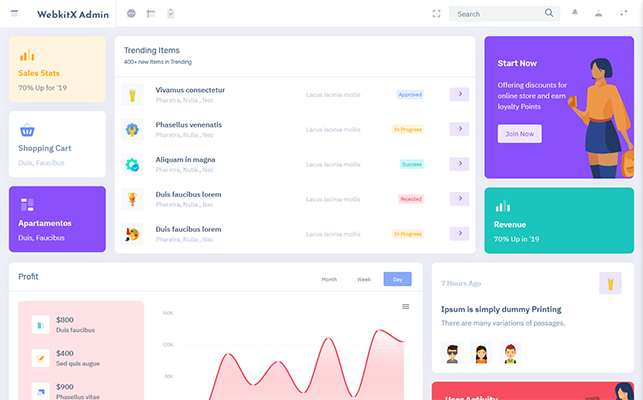 WebkitX Admin
Search
Sales Stats
70% Up for '19
Shopping Cart
Duis, Faucibus
Apartamentos
Duis, Faucibus
Trending Items
400+ new Items in Trending
Vivamus consectetur
Pharetra, Nulla , Nec
Lacus lacinia mollis
Approved
Phasellus venenatis
Pharetra, Nulla , Nec
Lacus lacinia mollis
In Progress
Aliquam in magna
Pharetra, Nulla , Nec
Lacus lacinia mollis
Success
Duis faucibus lorem
Pharetra, Nulla , Nec
Lacus lacinia mollis
Rejected
Duis faucibus lorem
Pharetra, Nulla , Nec
Lacus lacinia mollis
In Progress
Start Now
Offering discounts for
online store and earn
loyalty Points
Join Now
Revenue
70% Up in '19
Profit
Month
Week
Day
$800
Duis faucibus
$400
Sed quis augue
$900
Phasellus vitae
160K
120K
80K
7 Hours Ago
Ipsum is simply dummy Printing
There are many variations of passages.
User Activity